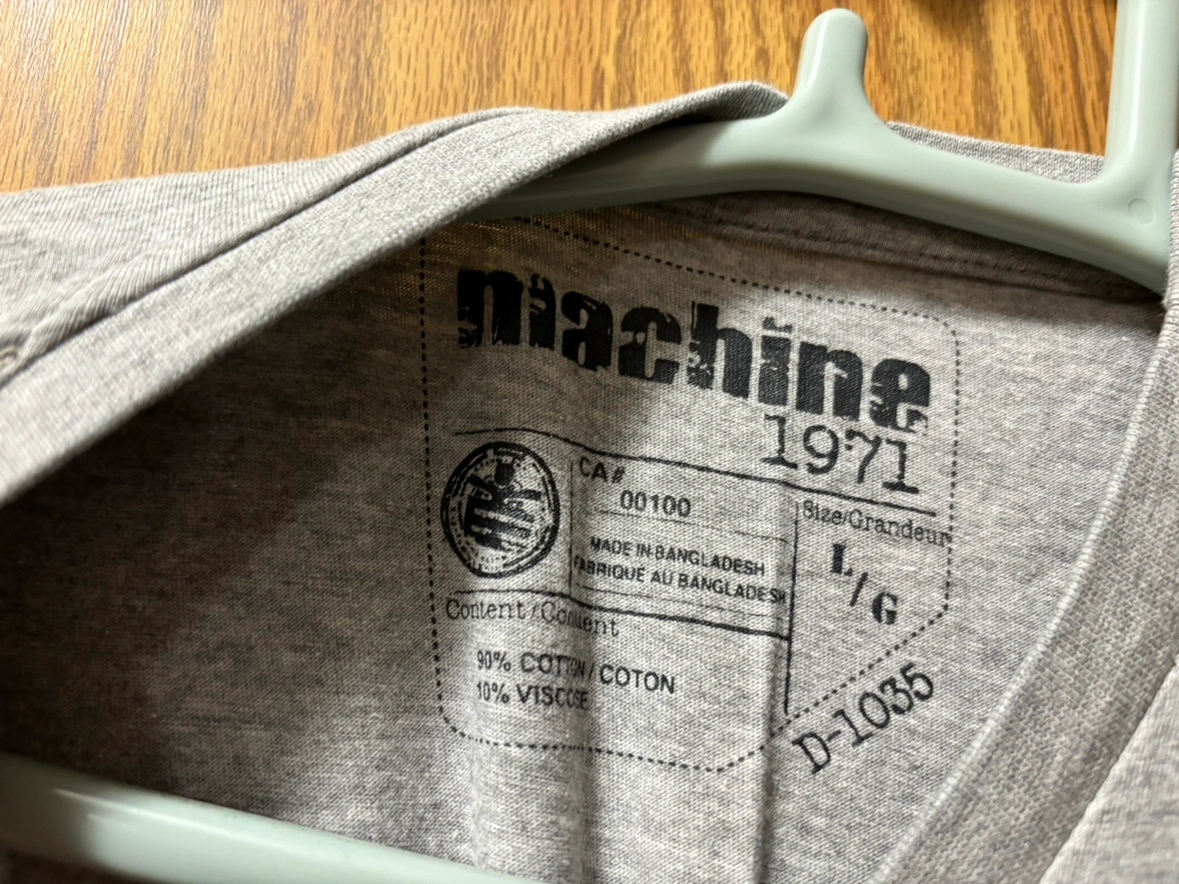 machine
1971
CA#
00100
MADE IN BANGLADESH
FABRIQUE AU BANGLADESH
Size/Grandeur
L/G
Content/Contient
90% COTTON / COTON
10% VISCOSE
D-1035